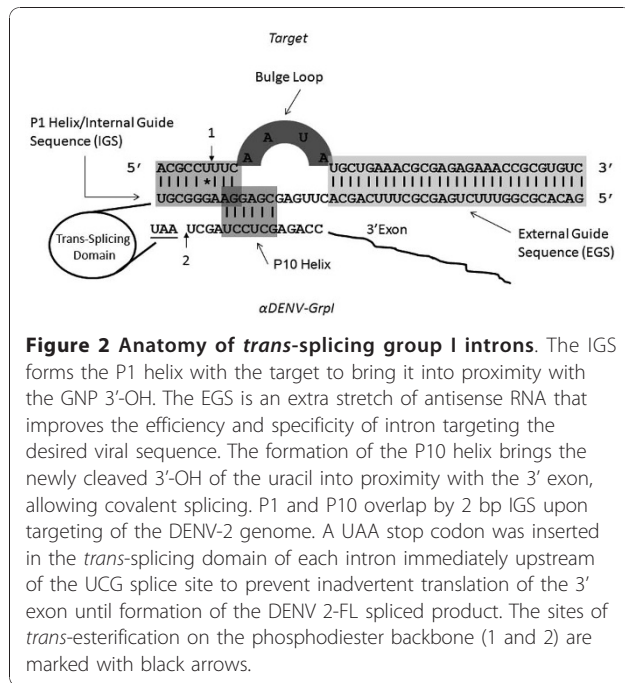 Target
Bulge Loop
P1 Helix/Internal Guide
Sequence (IGS)
1
A A U A
5' ACGCCUUUC UGCUGAAACGCGAGAGAAACCGCGUGUC 3'
*
UGCGGGAAGGAGCGAGUUC ACGACUUUCGCGAGUCUUUGGCGCACAG 5'
Trans-Splicing
Domain
UAA UCGAUCCUCGAGACC 3'Exon
2
P10 Helix
External Guide
Sequence (EGS)
αDENV-GrpI
Figure 2 Anatomy of trans-splicing group I introns. The IGS
forms the P1 helix with the target to bring it into proximity with
the GNP 3'-OH. The EGS is an extra stretch of antisense RNA that
improves the efficiency and specificity of intron targeting the
desired viral sequence. The formation of the P10 helix brings the
newly cleaved 3'-OH of the uracil into proximity with the 3' exon,
allowing covalent splicing. P1 and P10 overlap by 2 bp IGS upon
targeting of the DENV-2 genome. A UAA stop codon was inserted
in the trans-splicing domain of each intron immediately upstream
of the UCG splice site to prevent inadvertent translation of the 3'
exon until formation of the DENV 2-FL spliced product. The sites of
trans-esterification on the phosphodiester backbone (1 and 2) are
marked with black arrows.